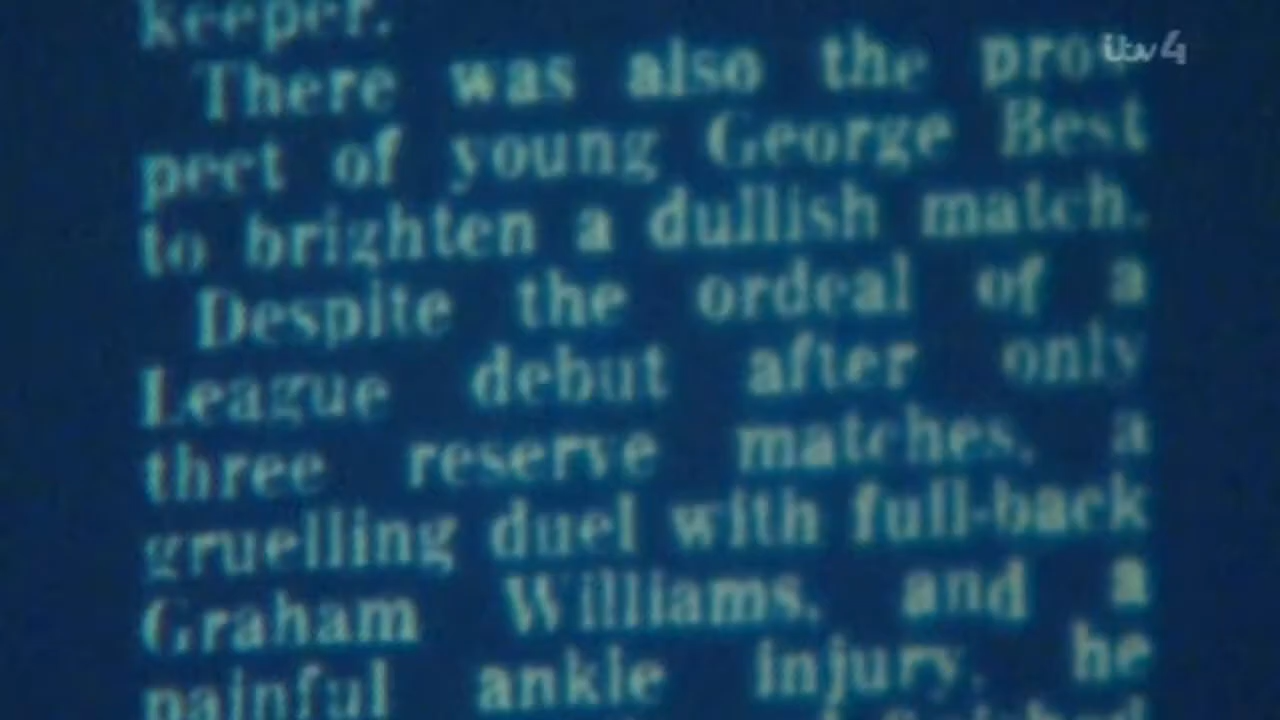 keeper.
itv4
There was also the pros-
pect of young George Best
to brighten a dullish match.
Despite the ordeal of a
League debut after only
three reserve matches, a
gruelling duel with full-back
Graham Williams, and a
painful ankle injury, he